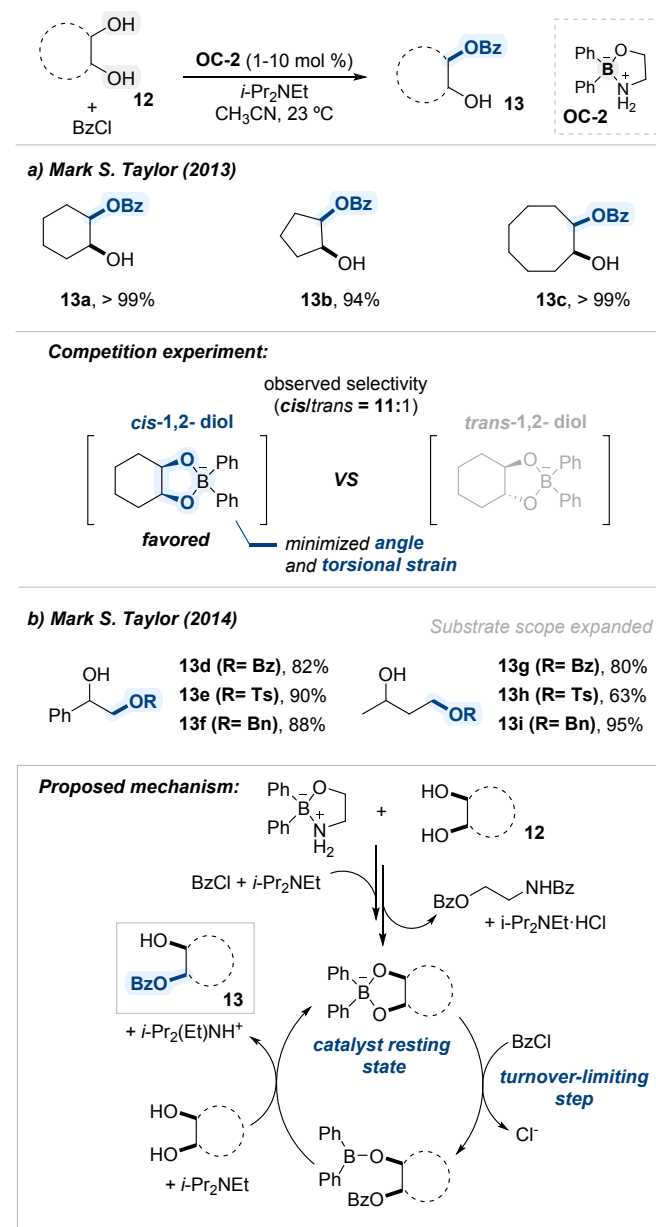 OH
OH
12
+
BzCl
OC-2 (1-10 mol %)
i-Pr2NEt
CH3CN, 23 ºC
OBz
OH
13
Ph
Ph
B
−
O
+
N
H2
OC-2
a) Mark S. Taylor (2013)
OBz
OH
13a, > 99%
OBz
OH
13b, 94%
OBz
OH
13c, > 99%
Competition experiment:
observed selectivity
(cis/trans = 11:1)
cis-1,2- diol
O
O
B
−
Ph
Ph
favored
VS
trans-1,2- diol
O
O
B
−
Ph
Ph
minimized angle
and torsional strain
b) Mark S. Taylor (2014)
Substrate scope expanded
OH
Ph
OR
13d (R= Bz), 82%
13e (R= Ts), 90%
13f (R= Bn), 88%
OH
OR
13g (R= Bz), 80%
13h (R= Ts), 63%
13i (R= Bn), 95%
Proposed mechanism:
Ph
Ph
B
−
O
+
N
H2
+
HO
HO
12
BzCl + i-Pr2NEt
BzO
NHBz
+ i-Pr2NEt·HCl
HO
BzO
13
+ i-Pr2(Et)NH+
Ph
Ph
B
−
O
O
catalyst resting
state
BzCl
turnover-limiting
step
Cl-
HO
HO
+ i-Pr2NEt
Ph
B
O
Ph
BzO